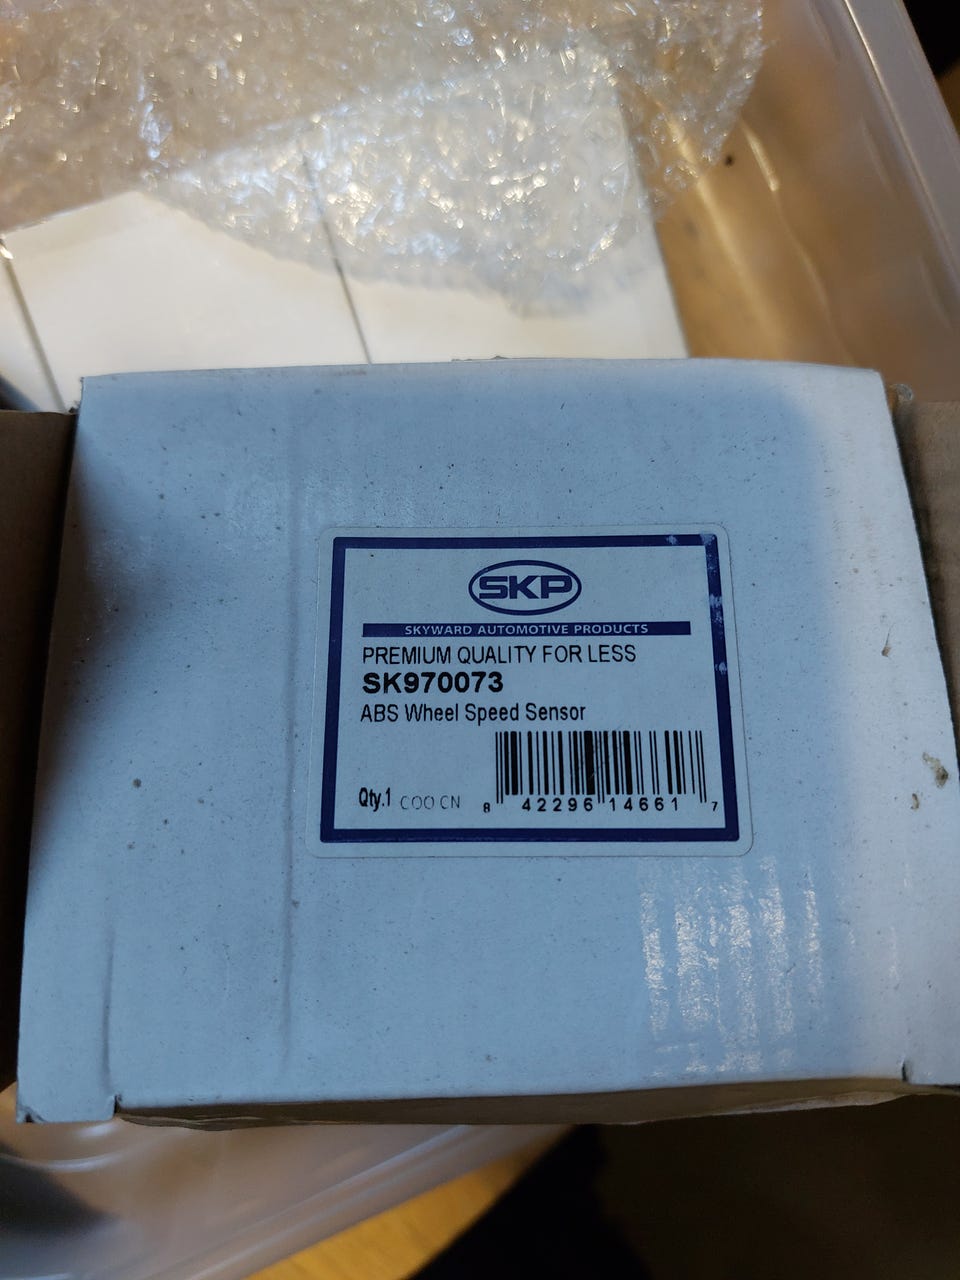 SKP
SKYWARD AUTOMOTIVE PRODUCTS
PREMIUM QUALITY FOR LESS
SK970073
ABS Wheel Speed Sensor
Qty.1 COO CN
8 42296 14661 7